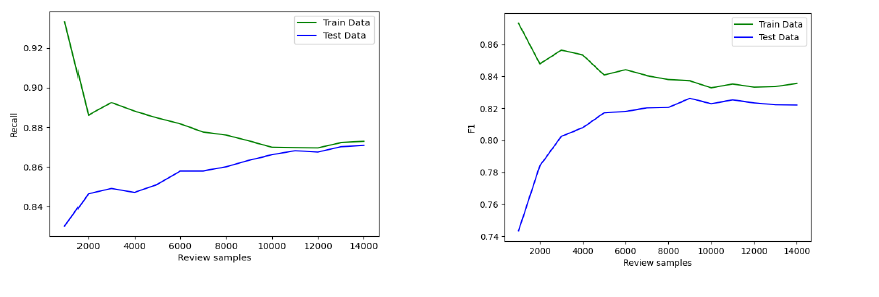 Train Data
Test Data
0.92
0.90
0.88
0.86
0.84
Recall
2000 4000 6000 8000 10000 12000 14000
Review samples
Train Data
Test Data
0.86
0.84
0.82
0.80
0.78
0.76
0.74
F1
2000 4000 6000 8000 10000 12000 14000
Review samples